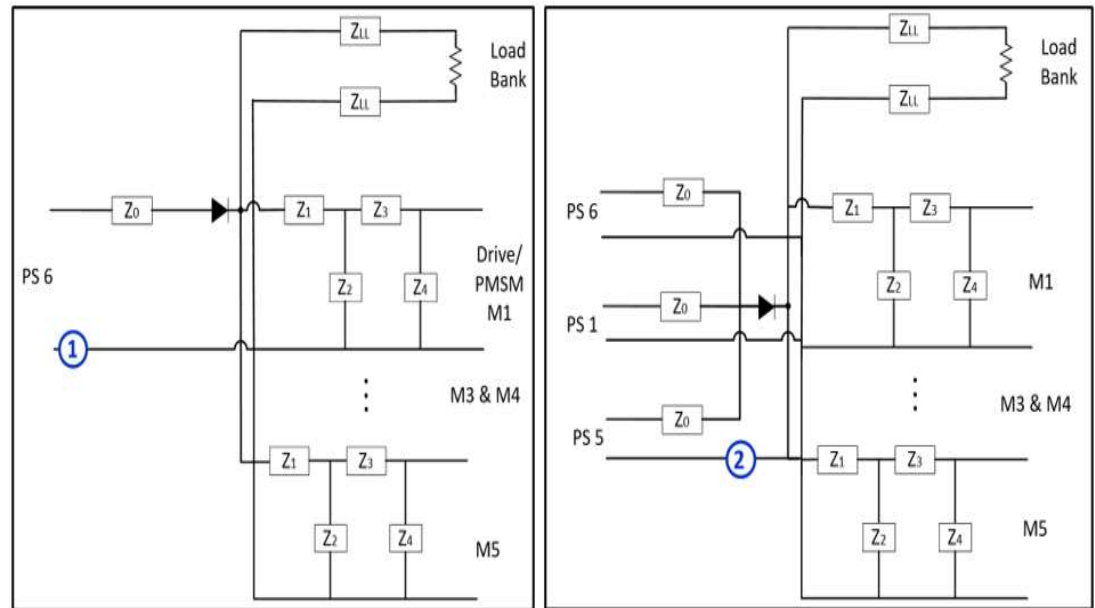 ZLL
Load
Bank
ZLL
Z0
Z1
Z3
Drive/
PMSM
M1
PS 6
Z2
Z4
1
M3 & M4
Z1
Z3
Z2
Z4
M5
ZLL
Load
Bank
ZLL
Z0
PS 6
Z1
Z3
M1
Z2
Z4
Z0
PS 1
M3 & M4
Z0
PS 5
2
Z1
Z3
M5
Z2
Z4